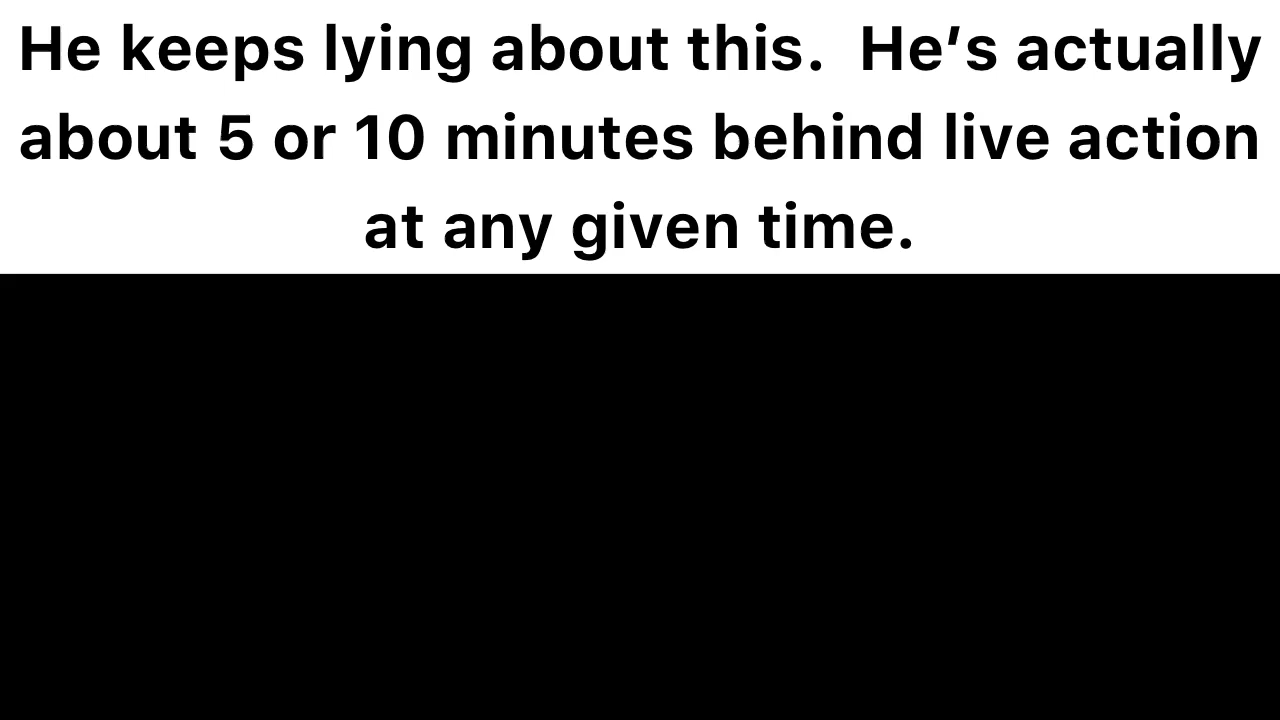 He keeps lying about this.  He’s actually
about 5 or 10 minutes behind live action
at any given time.